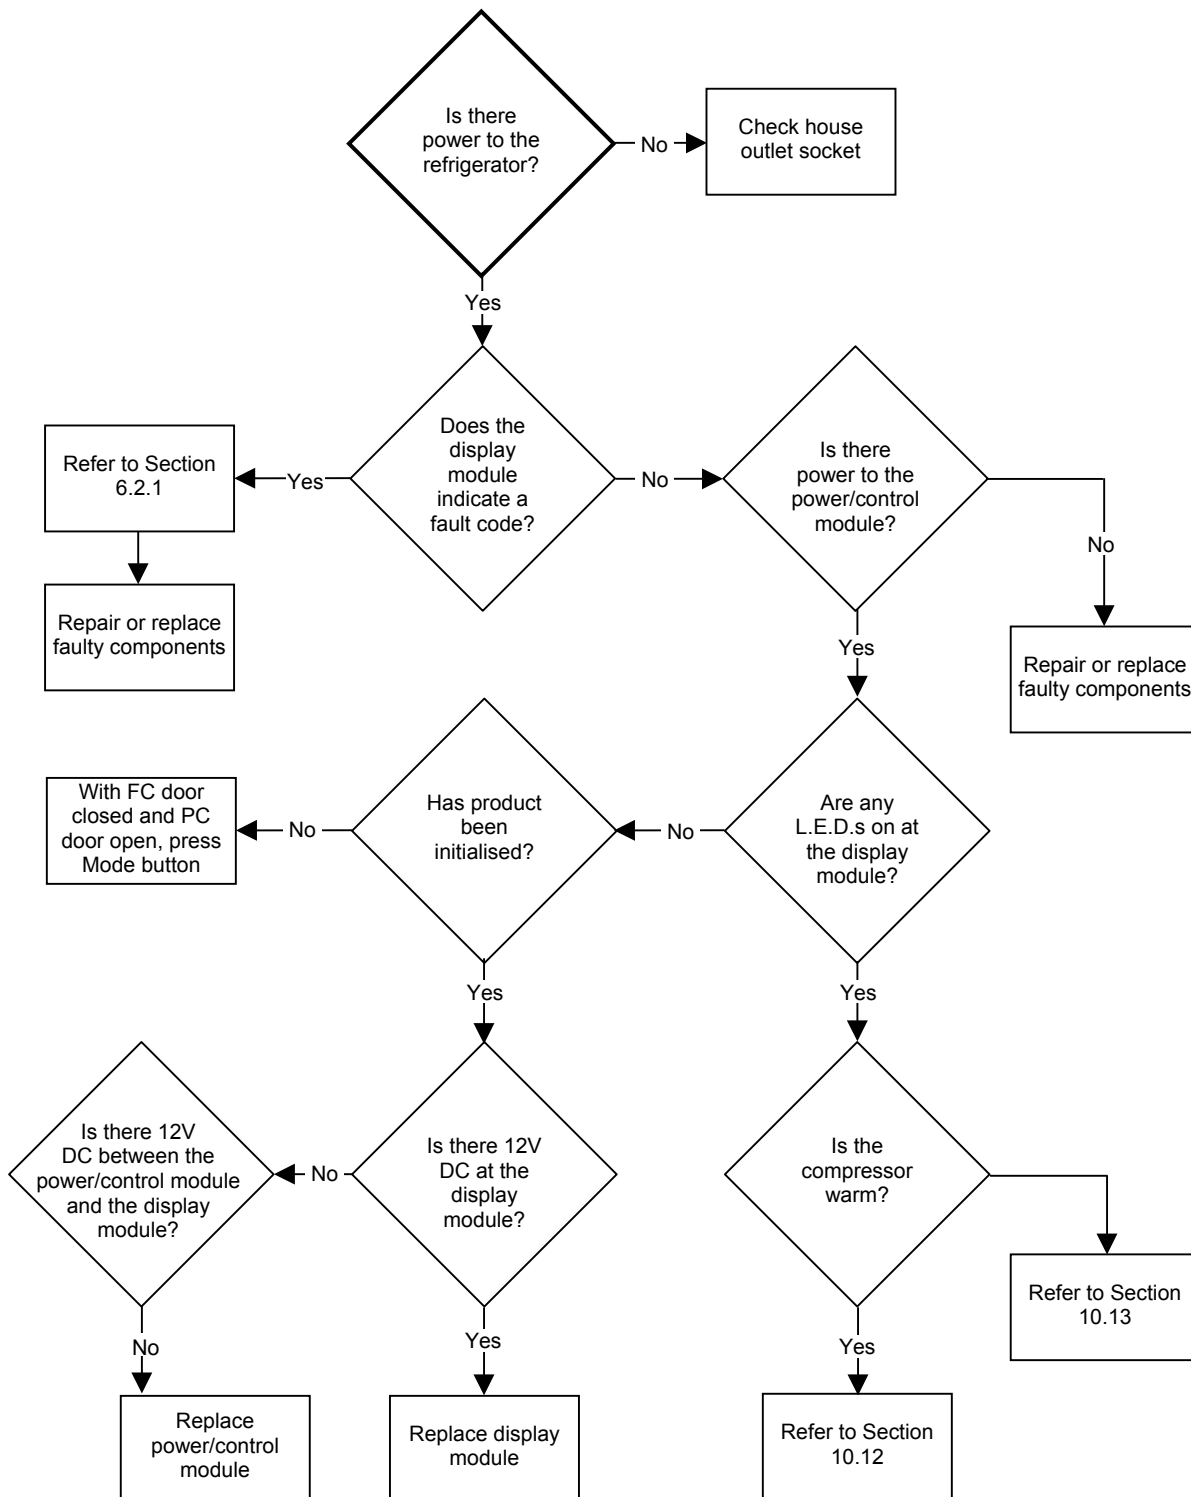 Is there
power to the
refrigerator?
No
Check house
outlet socket
Yes
Does the
display
module
indicate a
fault code?
Yes
Refer to Section
6.2.1
Repair or replace
faulty components
No
Is there
power to the
power/control
module?
No
Repair or replace
faulty components
Yes
Are any
L.E.D.s on at
the display
module?
No
Has product
been
initialised?
No
With FC door
closed and PC
door open, press
Mode button
Yes
Yes
Is there 12V
DC at the
display
module?
No
Is there 12V
DC between the
power/control module
and the display
module?
No
Replace
power/control
module
Yes
Replace display
module
Is the
compressor
warm?
Refer to Section
10.13
Yes
Refer to Section
10.12